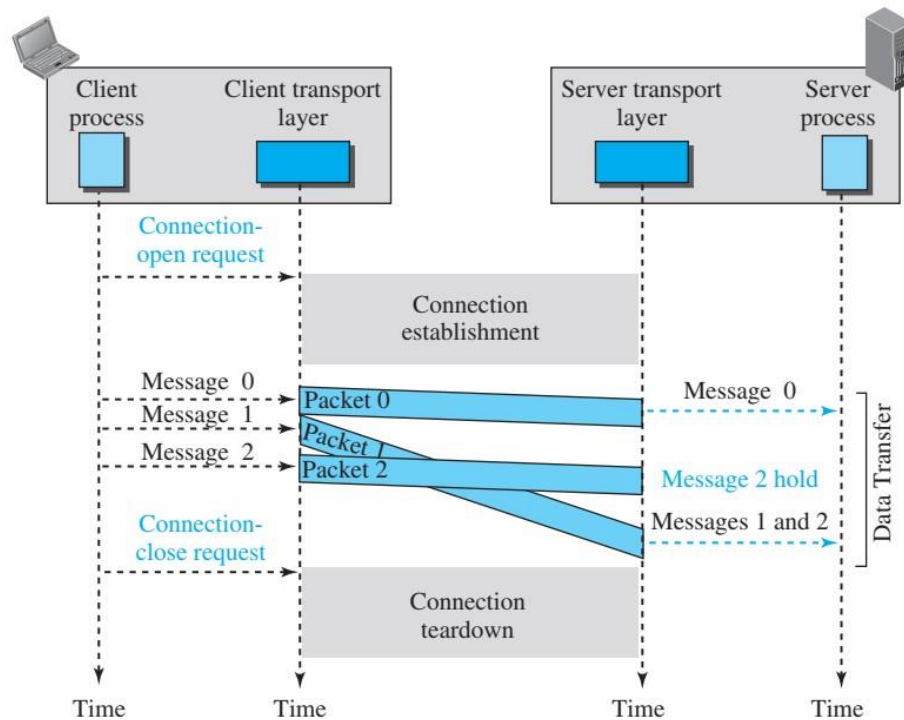 Client process
Client transport layer
Server transport layer
Server process
Connection-
open request
Connection
establishment
Message 0
Packet 0
Message 0
Message 1
Packet 1
Message 2
Packet 2
Message 2 hold
Messages 1 and 2
Data Transfer
Connection-
close request
Connection
teardown
Time
Time
Time
Time